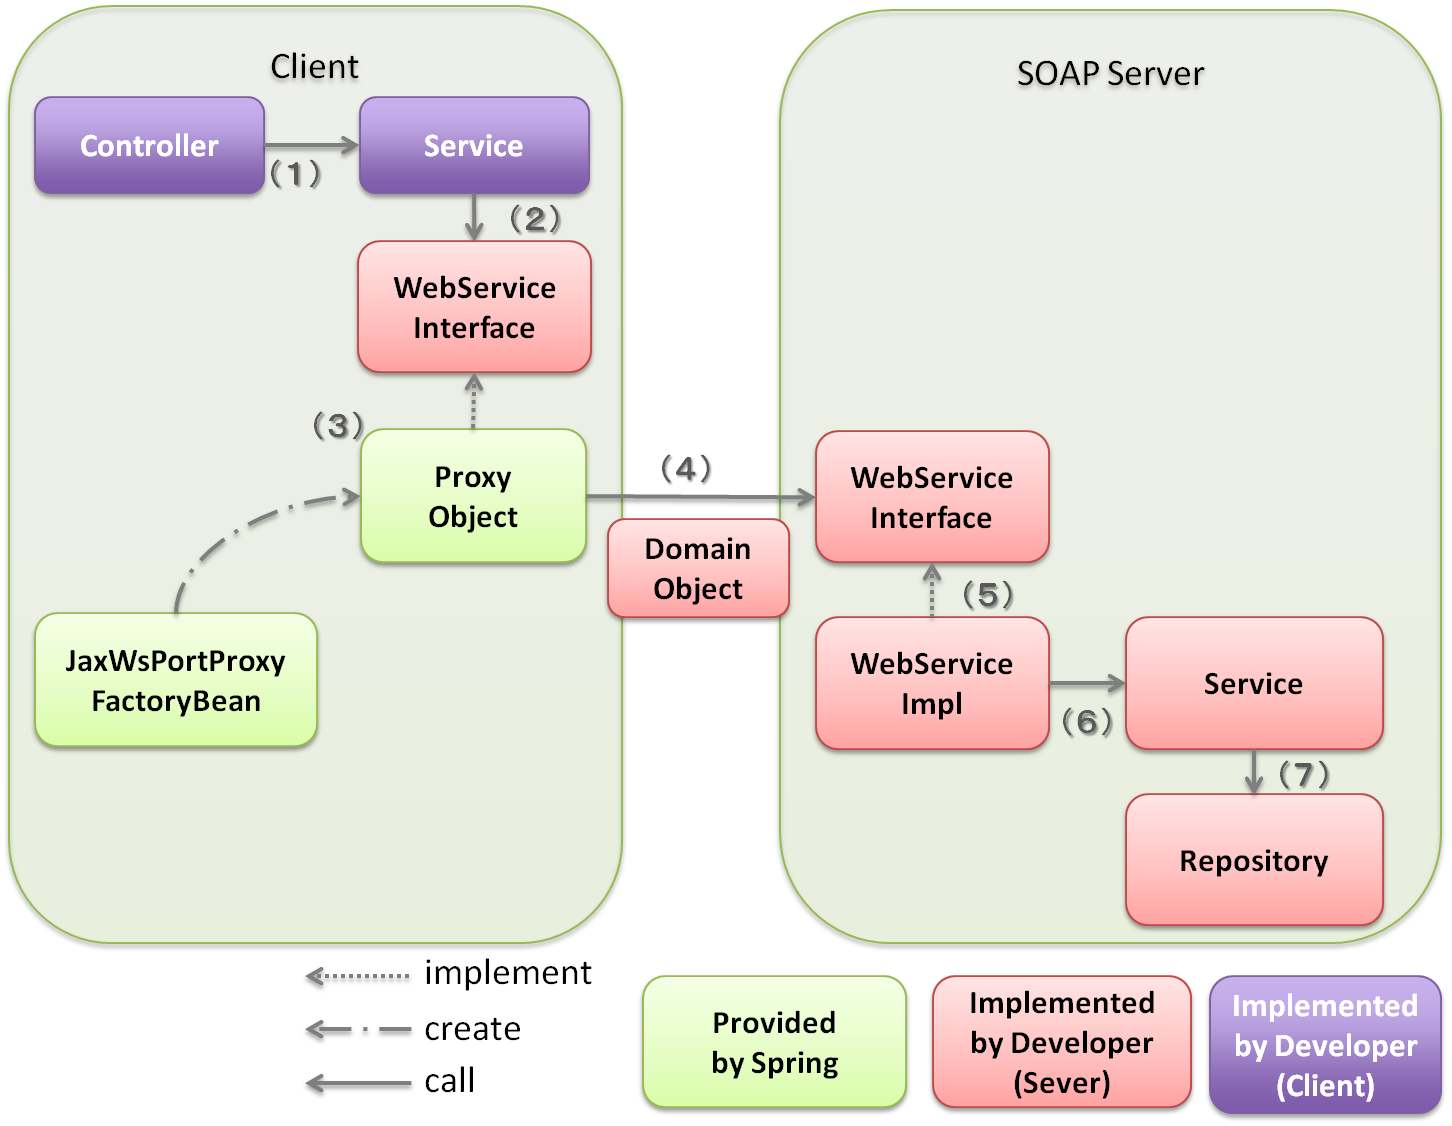 Client
SOAP Server
Controller
Service
（1）
（2）
WebService
Interface
（3）
Proxy
Object
（4）
WebService
Interface
Domain
Object
（5）
JaxWsPortProxy
FactoryBean
WebService
Impl
（6）
Service
（7）
Repository
implement
create
call
Provided
by Spring
Implemented
by Developer
(Sever)
Implemented
by Developer
(Client)